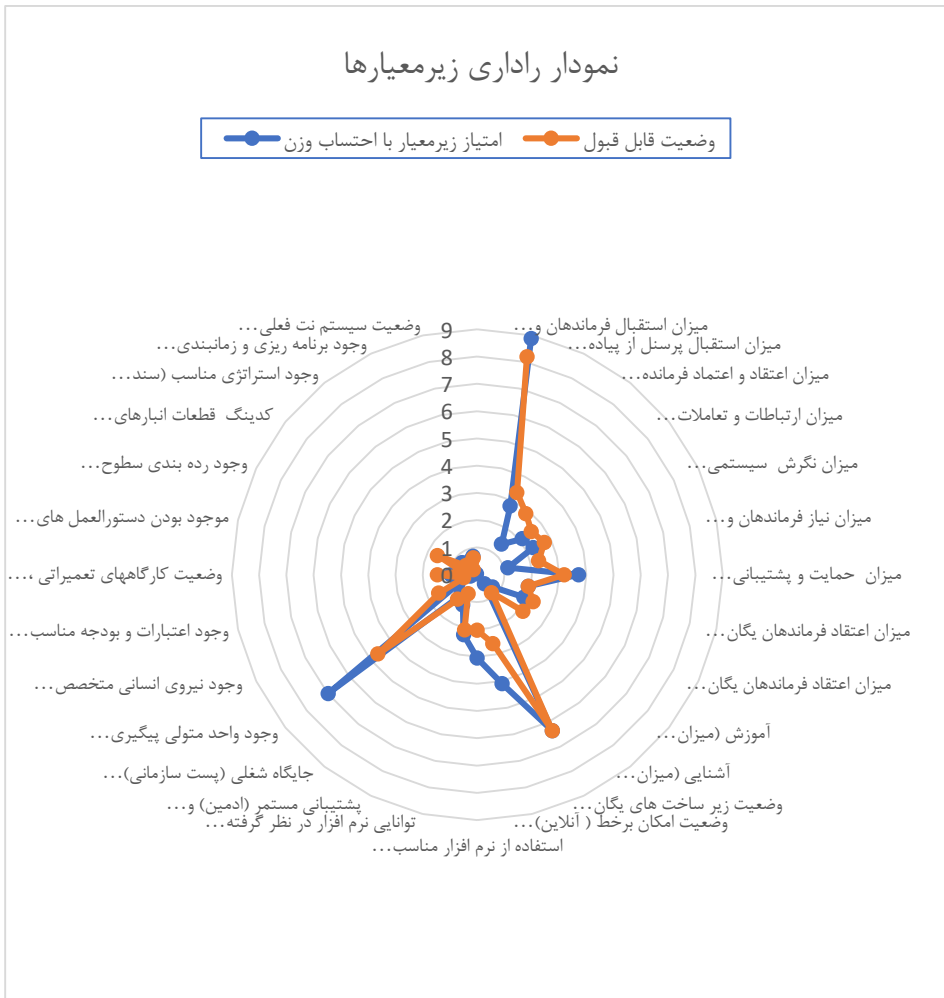 نمودار راداری زیرمعیارها
امتیاز زیرمعیار با احتساب وزن
وضعیت قابل قبول
9
8
7
6
5
4
3
2
1
0
میزان استقبال فرماندهان و...
میزان استقبال پرسنل از پیاده...
میزان اعتقاد و اعتماد فرمانده...
میزان ارتباطات و تعاملات...
میزان نگرش سیستمی...
میزان نیاز فرماندهان و...
میزان حمایت و پشتیبانی...
میزان اعتقاد فرماندهان یگان...
میزان اعتقاد فرماندهان یگان...
آموزش (میزان...
آشنایی (میزان...
وضعیت زیر ساخت های یگان...
وضعیت امکان برخط ( آنلاین)...
استفاده از نرم افزار مناسب...
توانایی نرم افزار در نظر گرفته...
پشتیبانی مستمر (ادمین) و...
جایگاه شغلی (پست سازمانی)...
وجود واحد متولی پیگیری...
وجود نیروی انسانی متخصص...
وجود اعتبارات و بودجه مناسب...
وضعیت کارگاههای تعمیراتی ،...
موجود بودن دستورالعمل های...
وجود رده بندی سطوح...
کدینگ قطعات انبارهای...
وجود استراتژی مناسب (سند...
وجود برنامه ریزی و زمانبندی...
وضعیت سیستم نت فعلی...